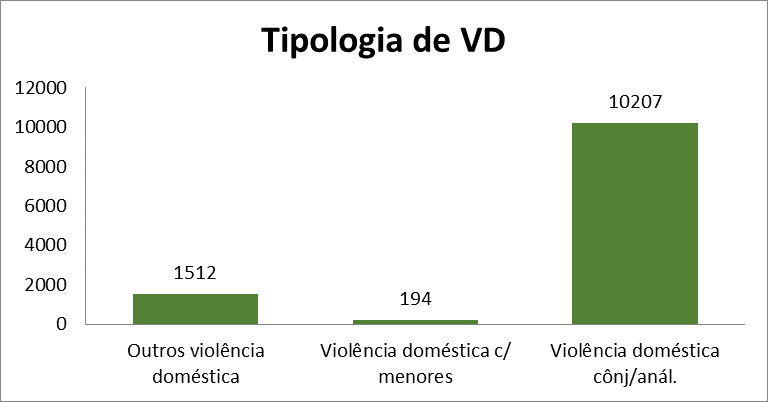 Tipologia de VD
12000
10000
8000
6000
4000
2000
0
1512
194
10207
Outros violência
doméstica
Violência doméstica c/
menores
Violência doméstica
cônj/anál.